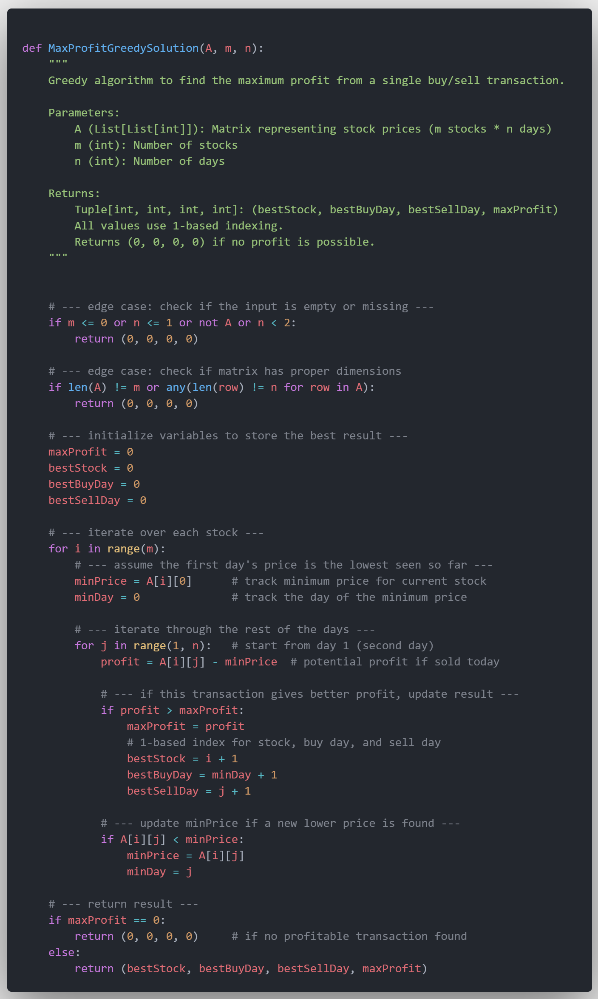 def MaxProfitGreedySolution(A, m, n):
    """
    Greedy algorithm to find the maximum profit from a single buy/sell transaction.

    Parameters:
        A (List[List[int]]): Matrix representing stock prices (m stocks * n days)
        m (int): Number of stocks
        n (int): Number of days

    Returns:
        Tuple[int, int, int, int]: (bestStock, bestBuyDay, bestSellDay, maxProfit)
        All values use 1-based indexing.
        Returns (0, 0, 0, 0) if no profit is possible.
    """

    # --- edge case: check if the input is empty or missing ---
    if m <= 0 or n <= 1 or not A or n < 2:
        return (0, 0, 0, 0)

    # --- edge case: check if matrix has proper dimensions
    if len(A) != m or any(len(row) != n for row in A):
        return (0, 0, 0, 0)

    # --- initialize variables to store the best result ---
    maxProfit = 0
    bestStock = 0
    bestBuyDay = 0
    bestSellDay = 0

    # --- iterate over each stock ---
    for i in range(m):
        # --- assume the first day's price is the lowest seen so far ---
        minPrice = A[i][0]      # track minimum price for current stock
        minDay = 0              # track the day of the minimum price

        # --- iterate through the rest of the days ---
        for j in range(1, n):   # start from day 1 (second day)
            profit = A[i][j] - minPrice  # potential profit if sold today

            # --- if this transaction gives better profit, update result ---
            if profit > maxProfit:
                maxProfit = profit
                # 1-based index for stock, buy day, and sell day
                bestStock = i + 1
                bestBuyDay = minDay + 1
                bestSellDay = j + 1

            # --- update minPrice if a new lower price is found ---
            if A[i][j] < minPrice:
                minPrice = A[i][j]
                minDay = j

    # --- return result ---
    if maxProfit == 0:
        return (0, 0, 0, 0)     # if no profitable transaction found
    else:
        return (bestStock, bestBuyDay, bestSellDay, maxProfit)